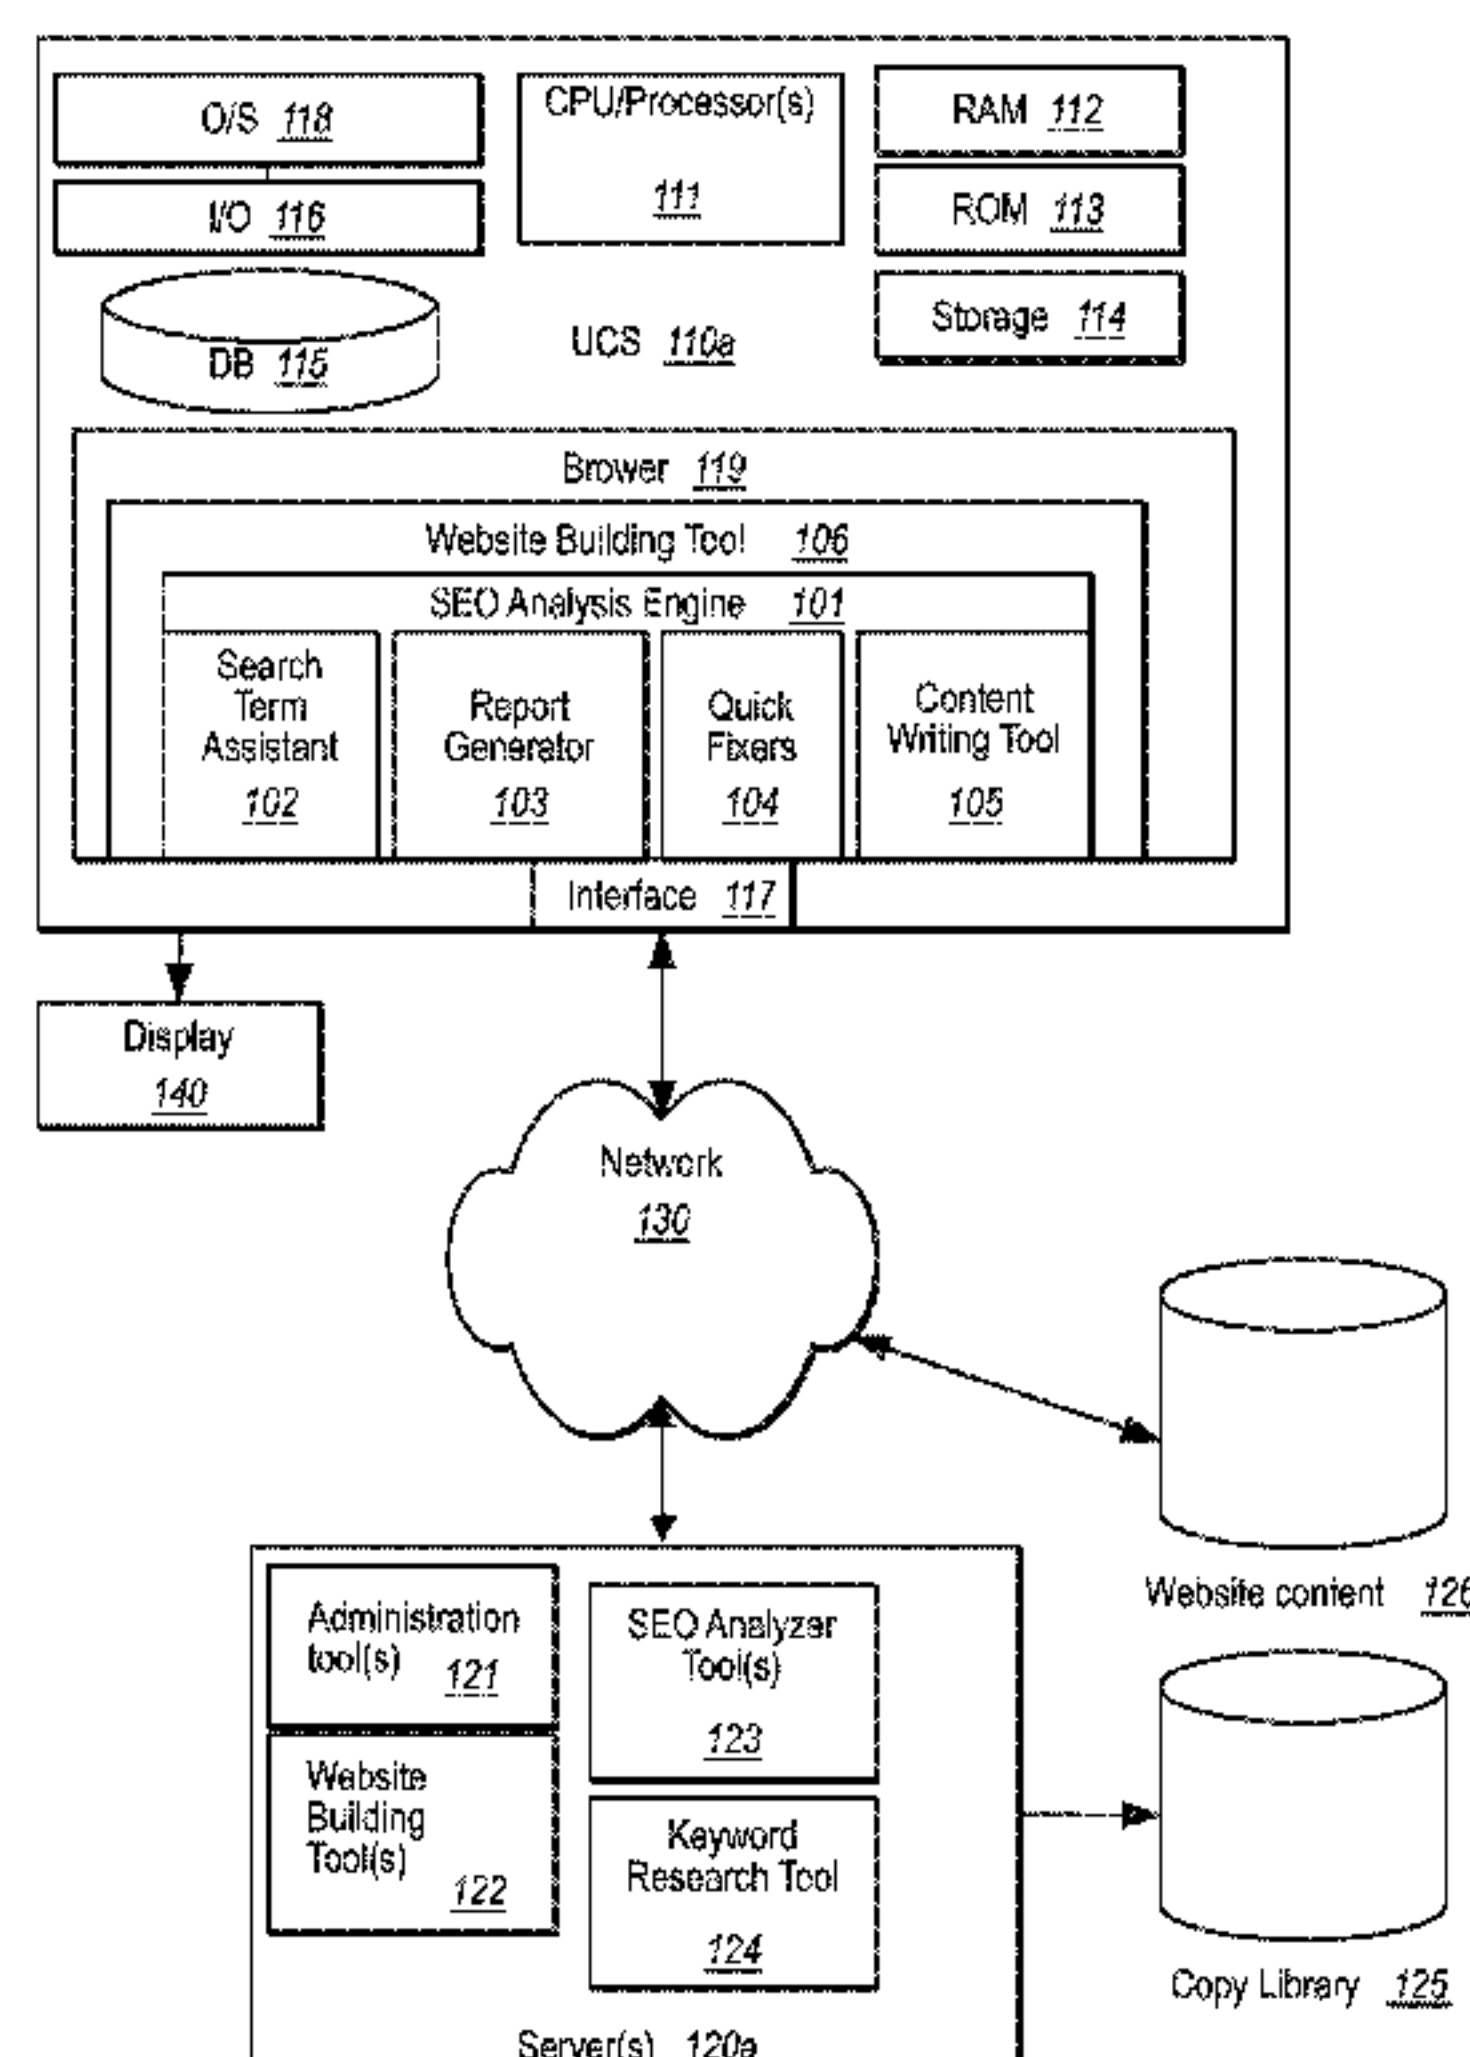 O/S 118
CPU/Processor(s)
111
RAM 112
I/O 116
ROM 113
Storage 114
DB 115
UCS 110a
Brower 119
Website Building Tool 106
SEO Analysis Engine 101
Search
Term
Assistant
102
Report
Generator
103
Quick
Fixers
104
Content
Writing Tool
105
Interface 117
Display
140
Network
130
Website content 126
Administration
tool(s) 121
SEO Analyzer
Tool(s)
123
Website
Building
Tool(s)
122
Keyword
Research Tool
124
Copy Library 125
Server(s) 120a